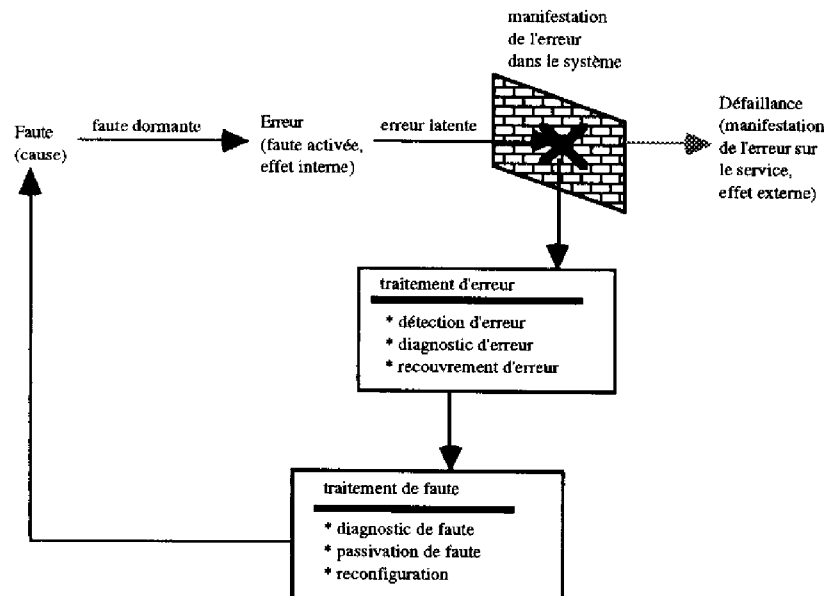 manifestation
de l'erreur
dans le système
Faute
(cause)
faute dormante
Erreur
(faute activée,
effet interne)
erreur latente
Défaillance
(manifestation
de l'erreur sur
le service,
effet externe)
traitement d'erreur
* détection d'erreur
* diagnostic d'erreur
* recouvrement d'erreur
traitement de faute
* diagnostic de faute
* passivation de faute
* reconfiguration